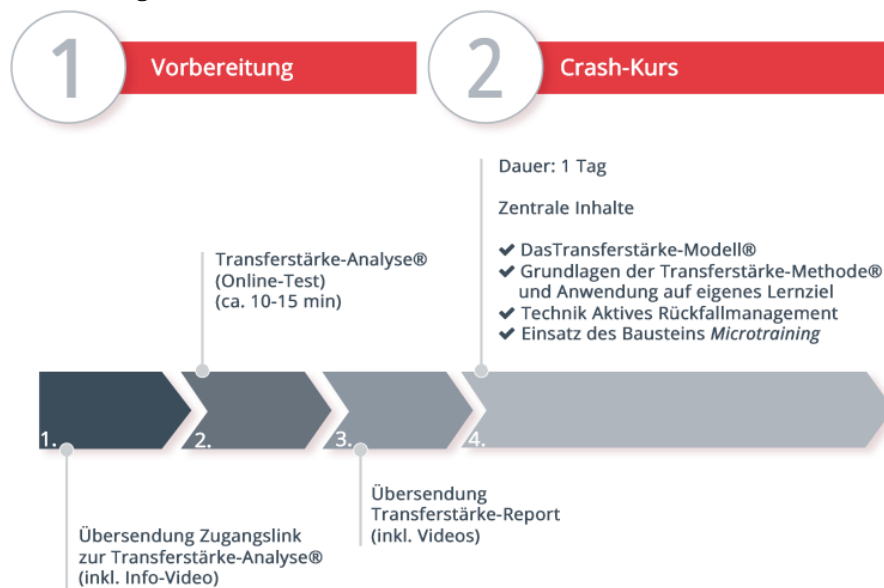 1
Vorbereitung
2
Crash-Kurs
Dauer: 1 Tag
Zentrale Inhalte
✔ DasTransferstärke-Modell®
✔ Grundlagen der Transferstärke-Methode®
und Anwendung auf eigenes Lernziel
✔ Technik Aktives Rückfallmanagement
✔ Einsatz des Bausteins Microtraining
Transferstärke-Analyse®
(Online-Test)
(ca. 10-15 min)
1.
2.
3.
4.
Übersendung Zugangslink
zur Transferstärke-Analyse®
(inkl. Info-Video)
Übersendung
Transferstärke-Report
(inkl. Videos)